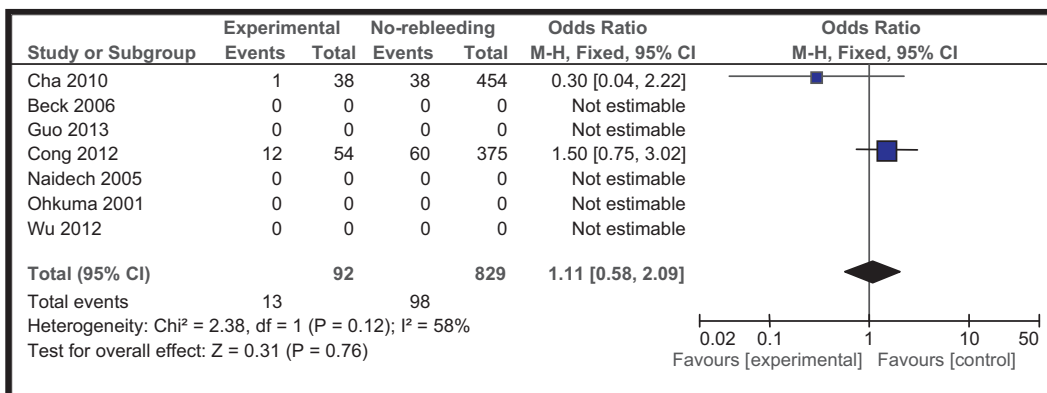 Experimental No-rebleeding Odds Ratio Odds Ratio
Study or Subgroup Events Total Events Total M-H, Fixed, 95% CI M-H, Fixed, 95% CI
Cha 2010 1 38 38 454 0.30 [0.04, 2.22]
Beck 2006 0 0 0 0 Not estimable
Guo 2013 0 0 0 0 Not estimable
Cong 2012 12 54 60 375 1.50 [0.75, 3.02]
Naidech 2005 0 0 0 0 Not estimable
Ohkuma 2001 0 0 0 0 Not estimable
Wu 2012 0 0 0 0 Not estimable
Total (95% CI) 92 829 1.11 [0.58, 2.09]
Total events 13 98
Heterogeneity: Chi² = 2.38, df = 1 (P = 0.12); I² = 58%
Test for overall effect: Z = 0.31 (P = 0.76)
0.02 0.1 1 10 50
Favours [experimental] Favours [control]